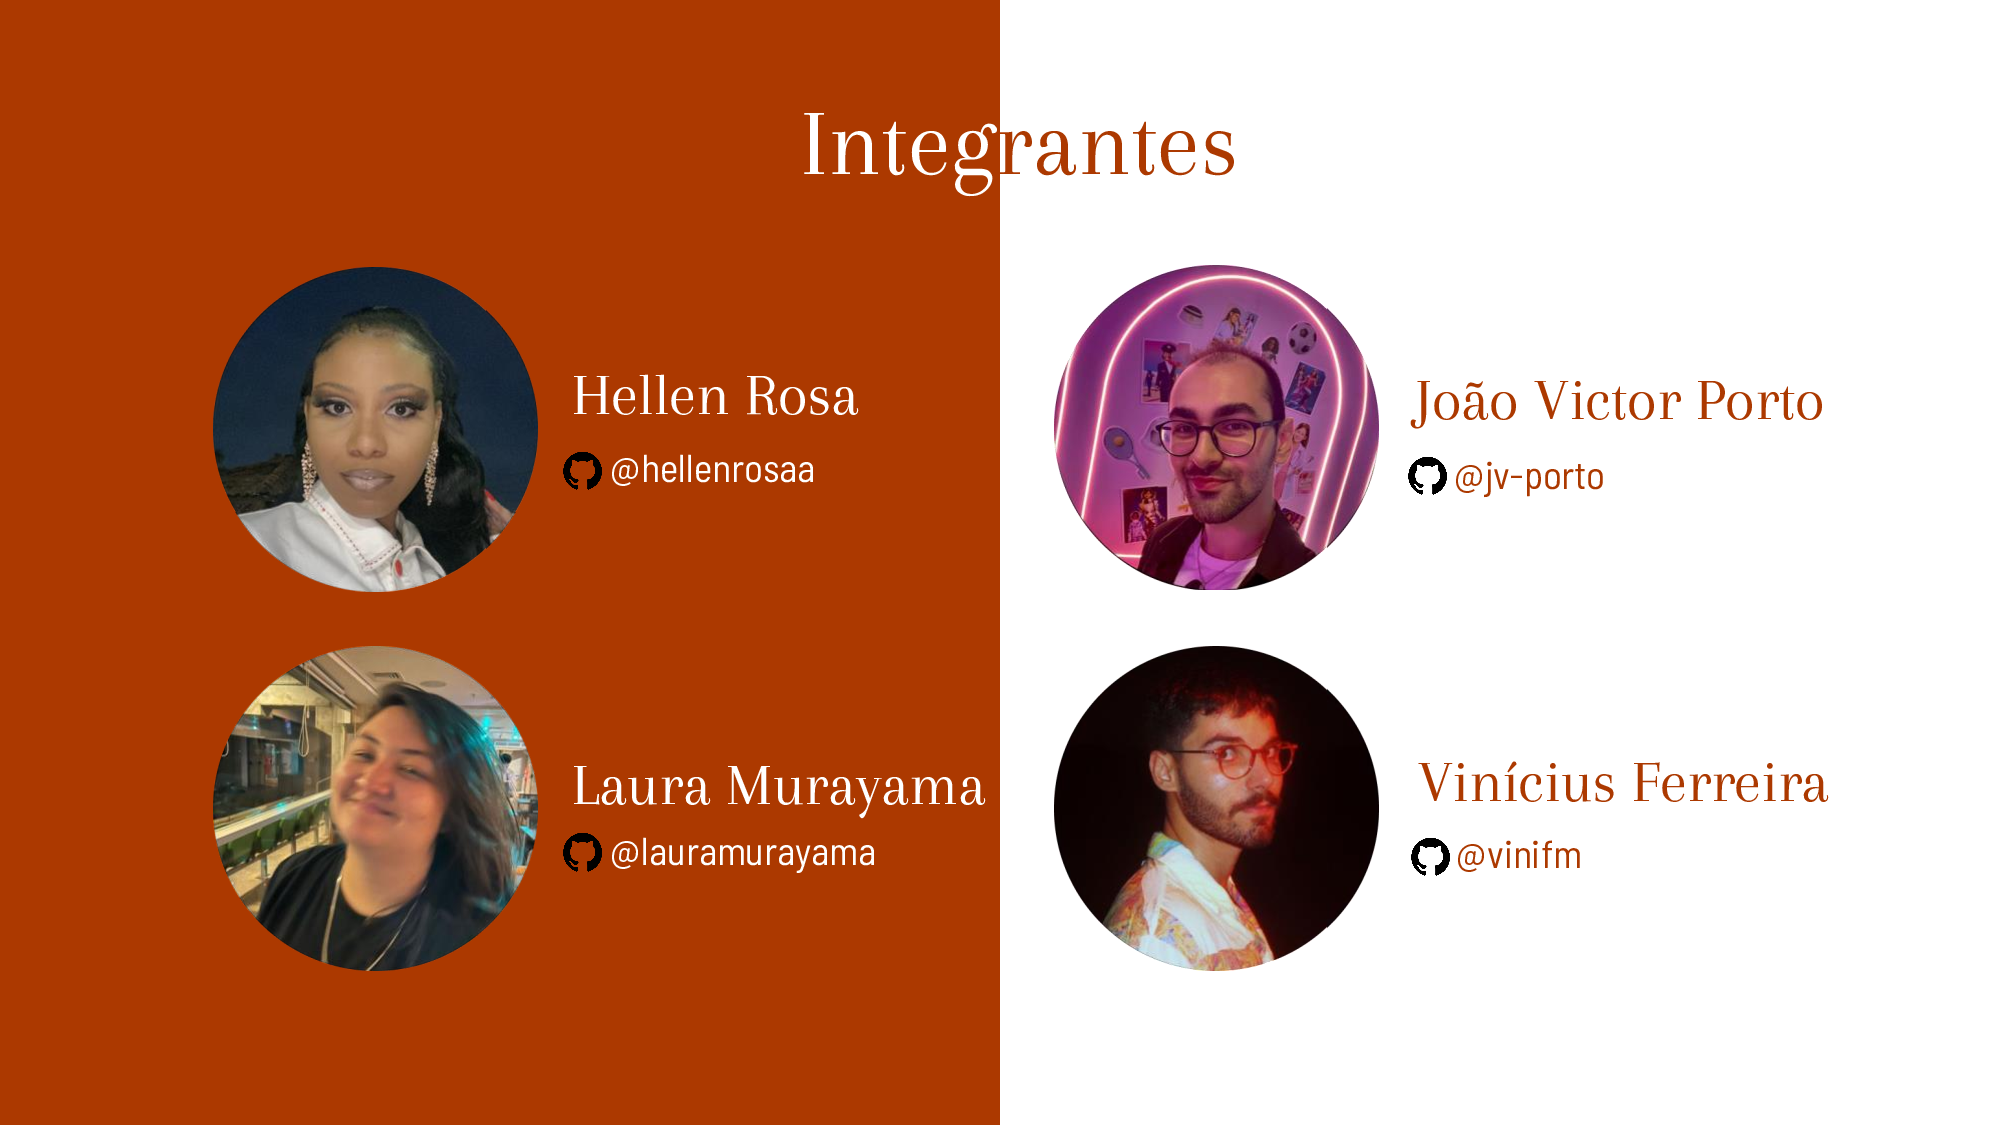 Integrantes
Hellen Rosa
@hellenrosaa
João Victor Porto
@jv-porto
Laura Murayama
@lauramurayama
Vinícius Ferreira
@vinifm